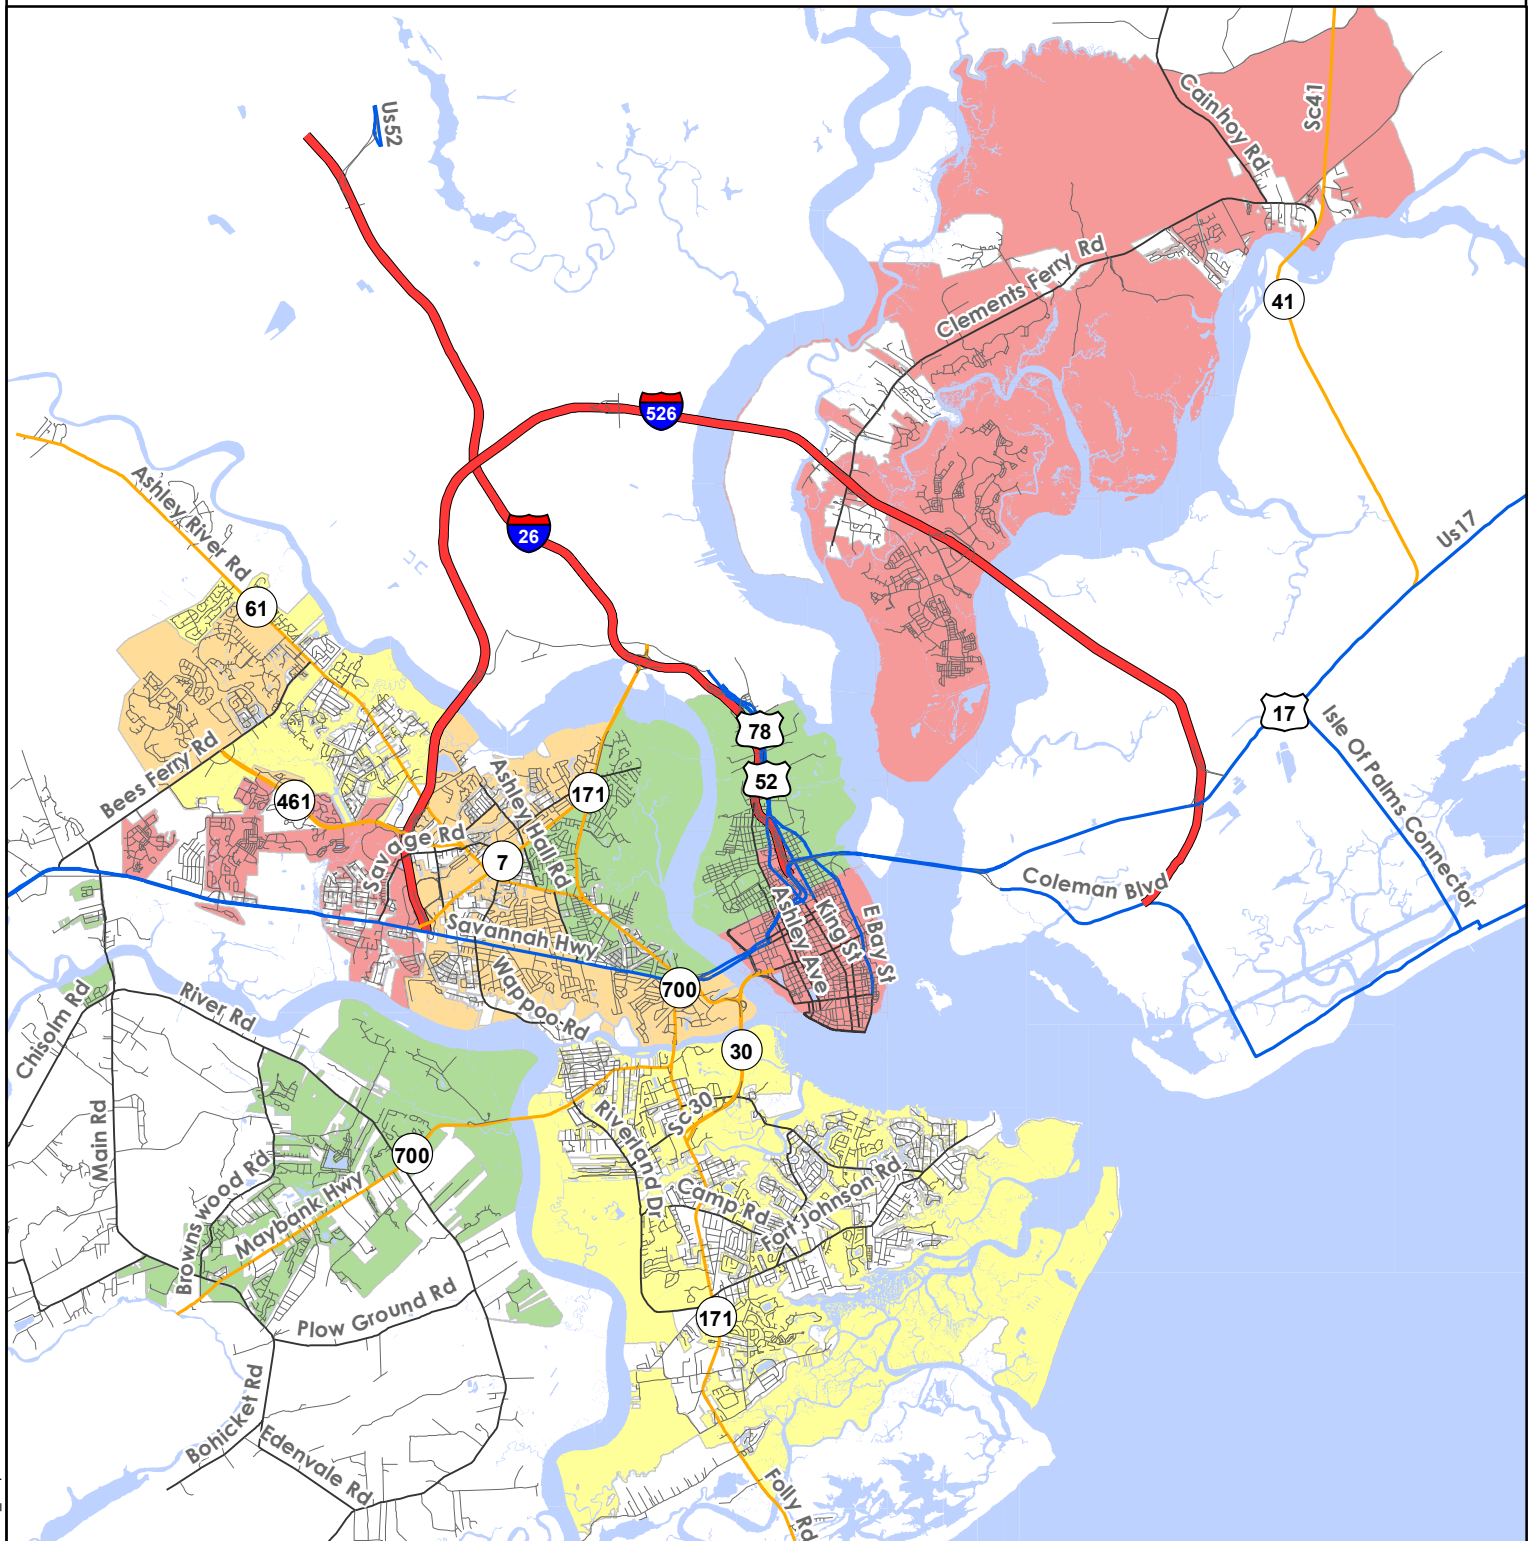 Us52
Cainhoy Rd
Sc41
Clements Ferry Rd
41
526
26
Us17
Ashley River Rd
61
17
Isle Of Palms Connector
78
52
Bees Ferry Rd
461
171
Ashley Hall Rd
Savage Rd
7
Coleman Blvd
Savannah Hwy
Ashley Ave
King St
E Bay St
Wappoo Rd
700
Chisolm Rd
River Rd
30
Main Rd
Riverland Dr
Sc30
700
Brownswood Rd
Maybank Hwy
Camp Rd
Fort Johnson Rd
Plow Ground Rd
171
Bohicket Rd
Edenvale Rd
Folly Rd